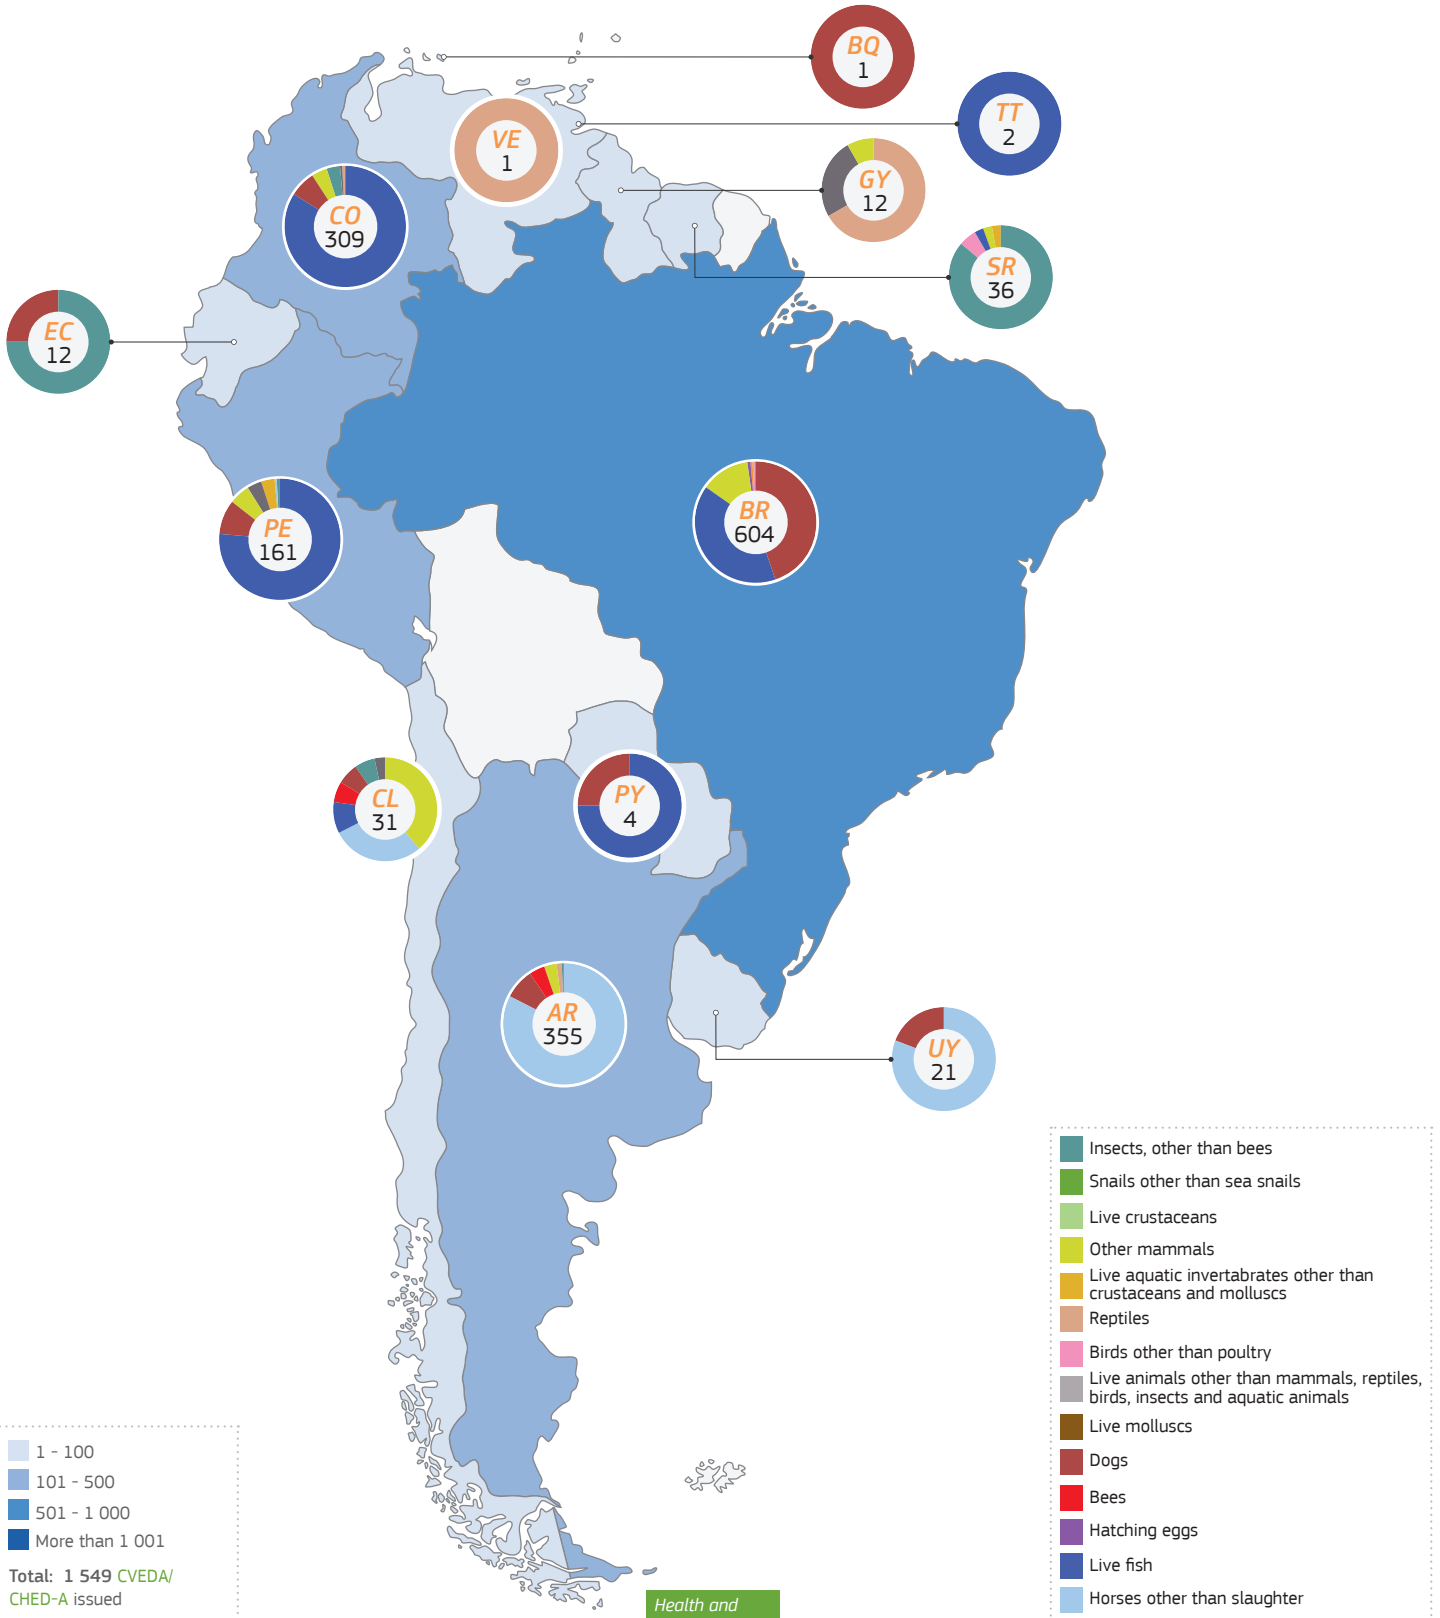 BQ
1
TT
2
VE
1
GY
12
CO
309
SR
36
EC
12
BR
604
PE
161
CL
31
PY
4
AR
355
UY
21
Insects, other than bees
Snails other than sea snails
Live crustaceans
Other mammals
Live aquatic invertabrates other than
crustaceans and molluscs
Reptiles
Birds other than poultry
Live animals other than mammals, reptiles,
birds, insects and aquatic animals
Live molluscs
Dogs
Bees
Hatching eggs
Live fish
Horses other than slaughter
1 - 100
101 - 500
501 - 1 000
More than 1 001
Total: 1 549 CVEDA/
CHED-A issued
Health and